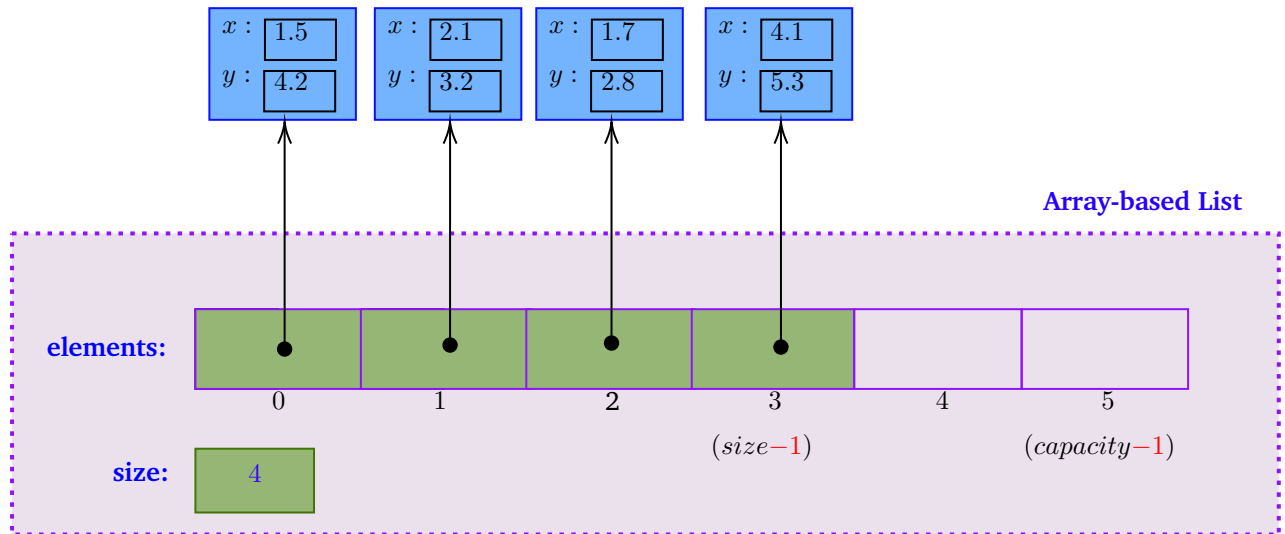 x : 1.5 x : 2.1 x : 1.7 x : 4.1
y : 4.2 y : 3.2 y : 2.8 y : 5.3
Array-based List
elements:
0 1 2 3 4 5
(size−1) (capacity−1)
size: 4